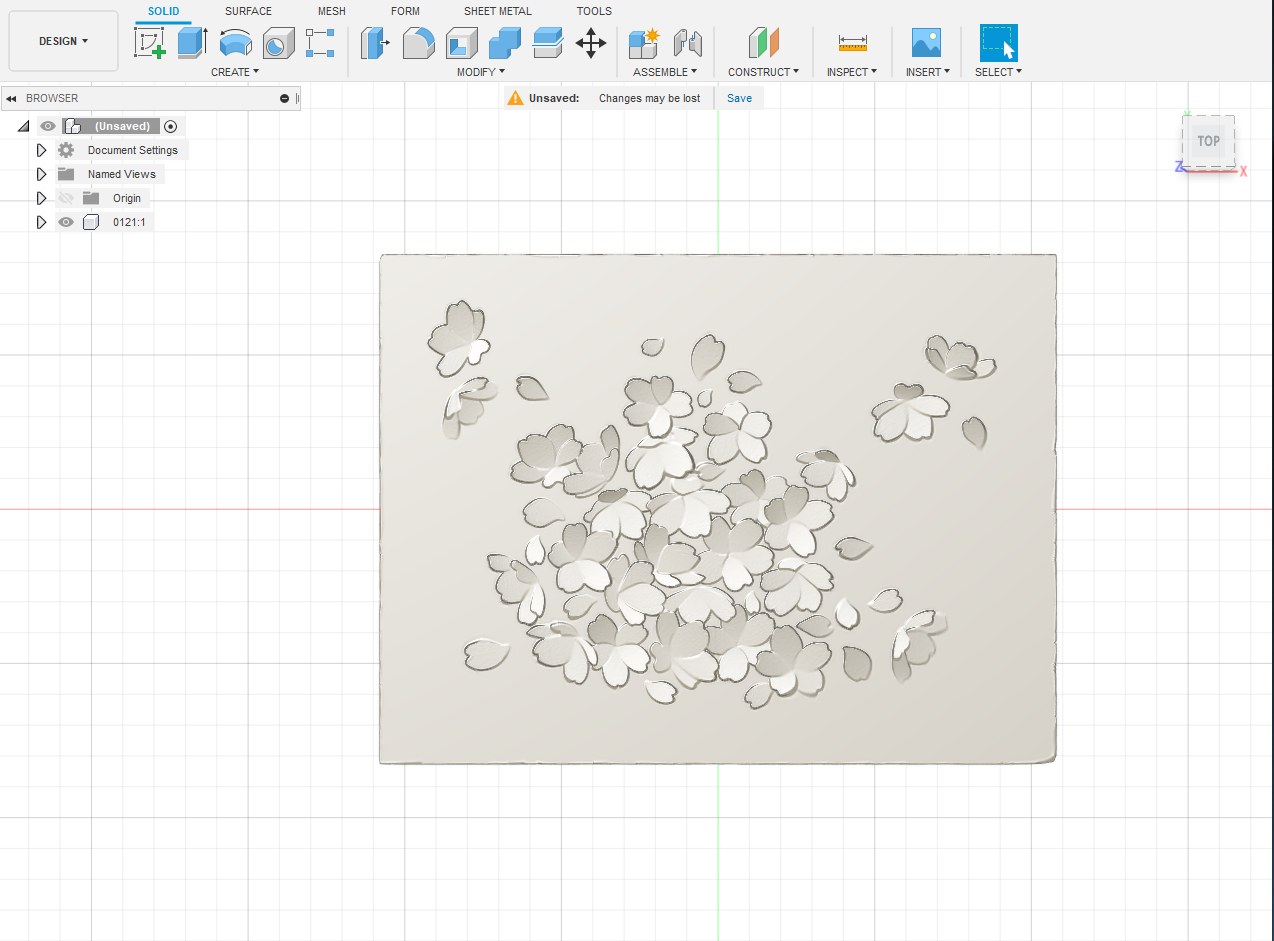 SOLID SURFACE MESH FORM SHEET METAL TOOLS
DESIGN
CREATE MODIFY ASSEMBLE CONSTRUCT INSPECT INSERT SELECT
BROWSER
Unsaved: Changes may be lost Save
(Unsaved)
Document Settings
Named Views
Origin
0121:1
TOP
Y
Z
X